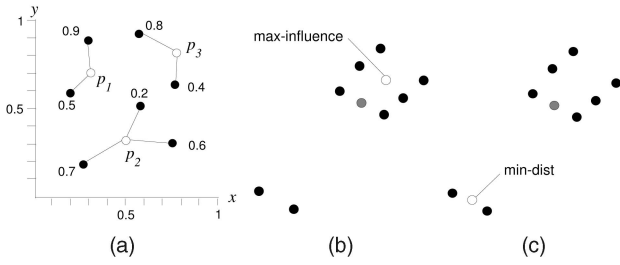 y
1
0.9
0.8
p3
p1
0.5
0.4
0.5
0.2
0.6
p2
0.7
x
0.5
1
(a)
max-influence
(b)
min-dist
(c)